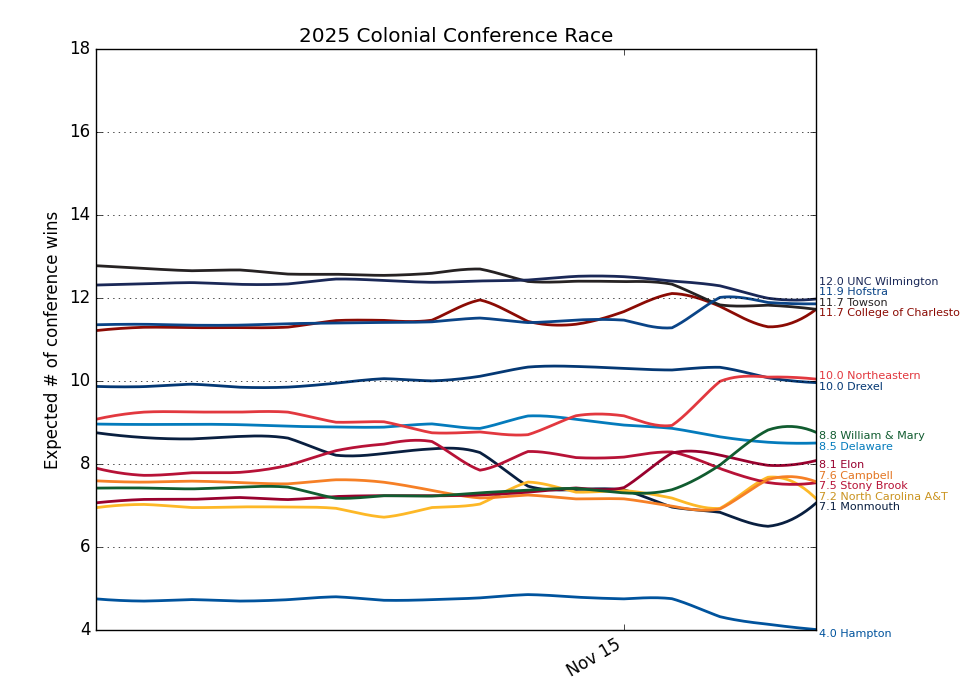 2025 Colonial Conference Race
Expected # of conference wins
18
16
14
12
10
8
6
4
Nov 15
12.0 UNC Wilmington
11.9 Hofstra
11.7 Towson
11.7 College of Charlesto
10.0 Northeastern
10.0 Drexel
8.8 William & Mary
8.5 Delaware
8.1 Elon
7.6 Campbell
7.5 Stony Brook
7.2 North Carolina A&T
7.1 Monmouth
4.0 Hampton